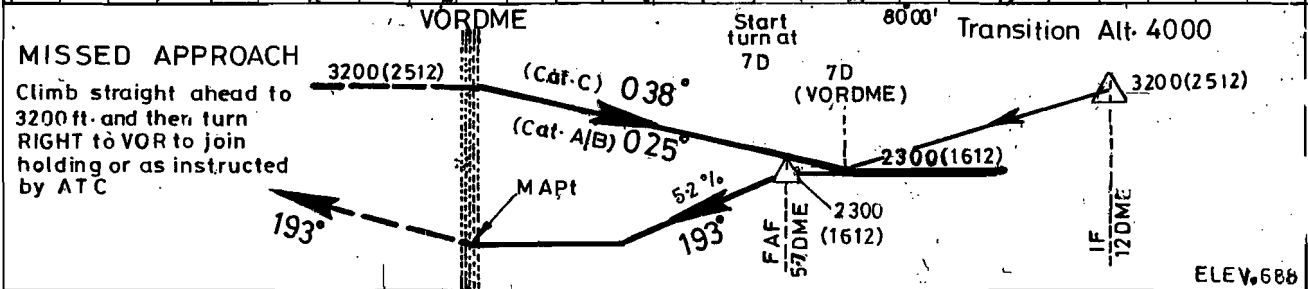 VORDME
Start
turn at
7D
80°00'
Transition Alt. 4000
MISSED APPROACH
Climb straight ahead to
3200 ft. and then turn
RIGHT to VOR to join
holding or as instructed
by ATC
3200(2512)
(Cat. C) 038°
(Cat. A/B) 025°
7D
(VORDME)
3200(2512)
2300(1612)
MAPt
5.2%
193°
193°
2300
(1612)
FAF
5.7DME
IF
12DME
ELEV.688